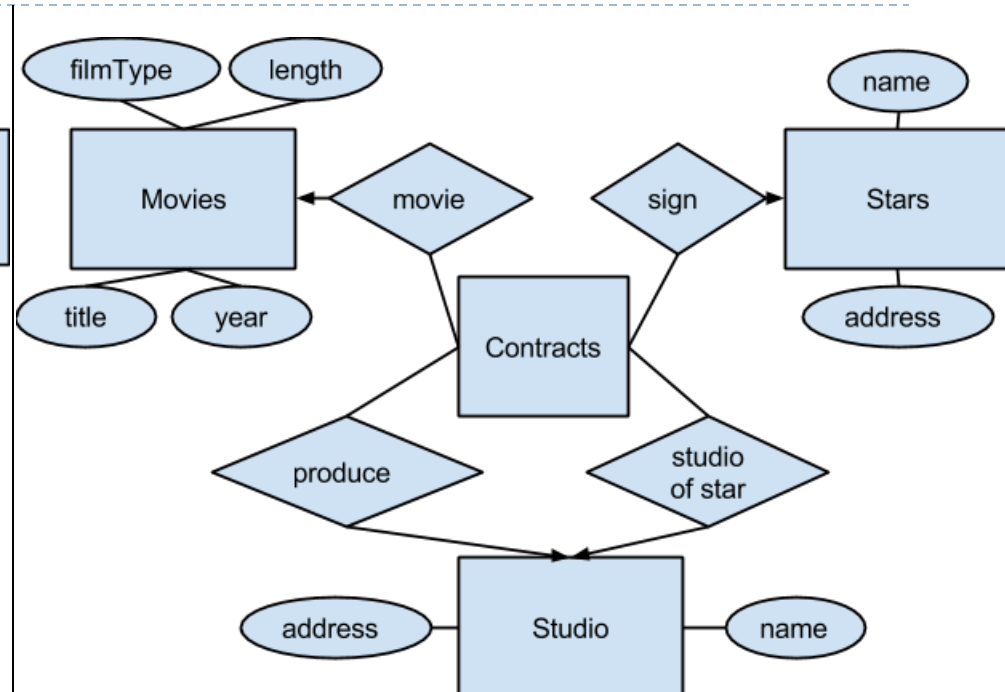 filmType
length
name
Movies
movie
sign
Stars
title
year
address
Contracts
produce
studio
of star
address
Studio
name